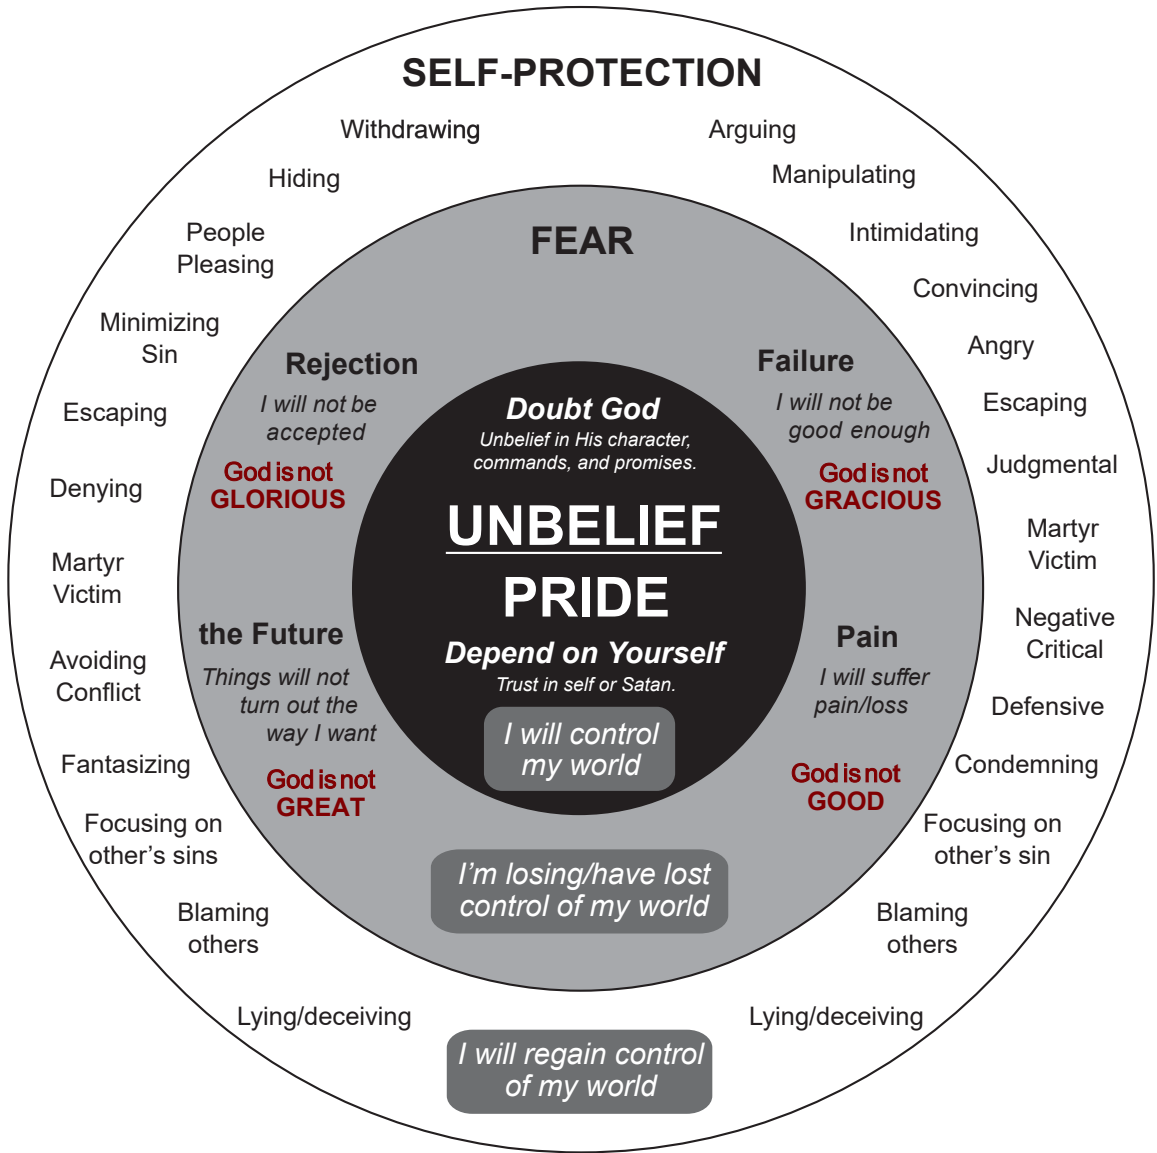 SELF-PROTECTION
Withdrawing
Hiding
People
Pleasing
Minimizing
Sin
Escaping
Denying
Martyr
Victim
Avoiding
Conflict
Fantasizing
Focusing on
other’s sins
Blaming
others
Lying/deceiving
Arguing
Manipulating
Intimidating
Convincing
Angry
Escaping
Judgmental
Martyr
Victim
Negative
Critical
Defensive
Condemning
Focusing on
other’s sin
Blaming
others
Lying/deceiving
I will regain control
of my world
FEAR
Rejection
I will not be
accepted
God is not
GLORIOUS
Failure
I will not be
good enough
God is not
GRACIOUS
the Future
Things will not
turn out the
way I want
God is not
GREAT
Pain
I will suffer
pain/loss
God is not
GOOD
I’m losing/have lost
control of my world
Doubt God
Unbelief in His character,
commands, and promises.
UNBELIEF
PRIDE
Depend on Yourself
Trust in self or Satan.
I will control
my world